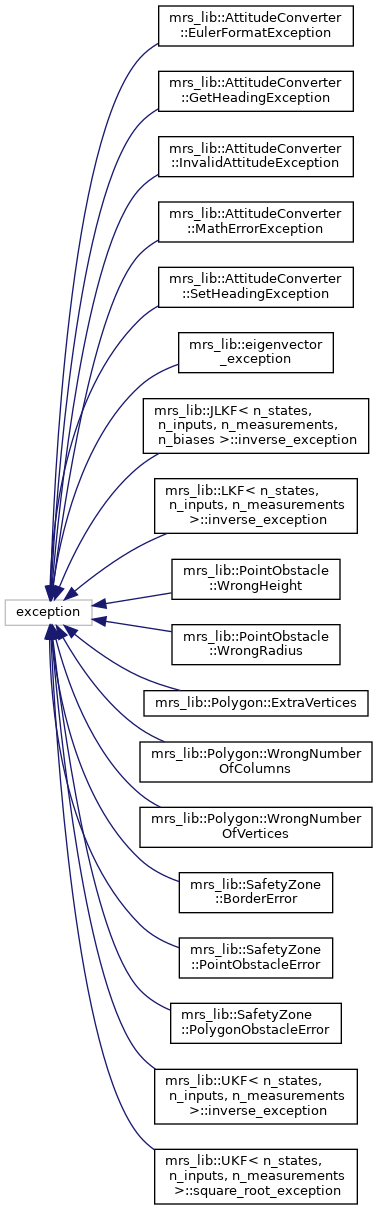 mrs_lib::AttitudeConverter
::EulerFormatException
mrs_lib::AttitudeConverter
::GetHeadingException
mrs_lib::AttitudeConverter
::InvalidAttitudeException
mrs_lib::AttitudeConverter
::MathErrorException
mrs_lib::AttitudeConverter
::SetHeadingException
mrs_lib::eigenvector
_exception
mrs_lib::JLKF< n_states,
n_inputs, n_measurements,
n_biases >::inverse_exception
mrs_lib::LKF< n_states,
n_inputs, n_measurements
>::inverse_exception
mrs_lib::PointObstacle
::WrongHeight
exception
mrs_lib::PointObstacle
::WrongRadius
mrs_lib::Polygon::ExtraVertices
mrs_lib::Polygon::WrongNumber
OfColumns
mrs_lib::Polygon::WrongNumber
OfVertices
mrs_lib::SafetyZone
::BorderError
mrs_lib::SafetyZone
::PointObstacleError
mrs_lib::SafetyZone
::PolygonObstacleError
mrs_lib::UKF< n_states,
n_inputs, n_measurements
>::inverse_exception
mrs_lib::UKF< n_states,
n_inputs, n_measurements
>::square_root_exception